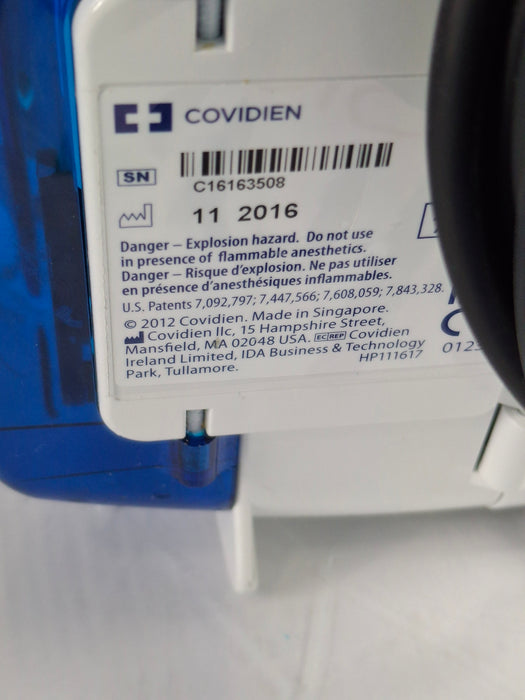 COVIDIEN
SN
C16163508
11 2016
Danger – Explosion hazard. Do not use
in presence of flammable anesthetics.
Danger – Risque d'explosion. Ne pas utiliser
en présence d'anesthésiques inflammables.
U.S. Patents 7,092,797; 7,447,566; 7,608,059; 7,843,328.
© 2012 Covidien. Made in Singapore.
Covidien llc, 15 Hampshire Street,
Mansfield, MA 02048 USA. EC REP Covidien
Ireland Limited, IDA Business & Technology
Park, Tullamore.
HP111617
0123